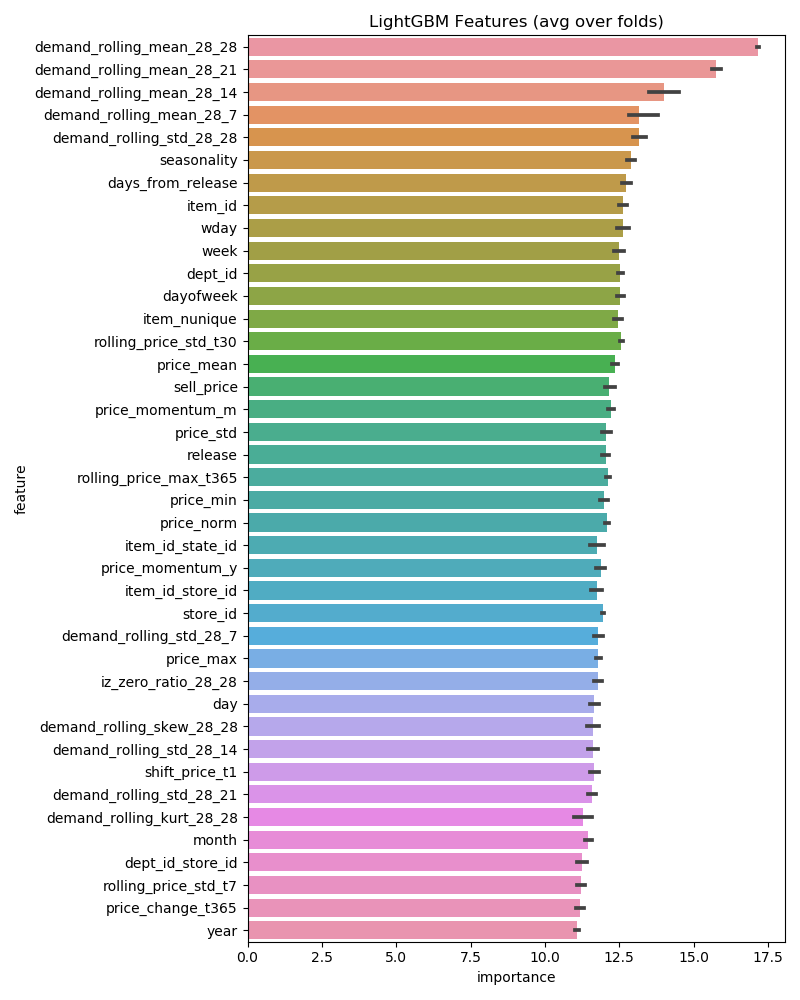 LightGBM Features (avg over folds)
demand_rolling_mean_28_28
demand_rolling_mean_28_21
demand_rolling_mean_28_14
demand_rolling_mean_28_7
demand_rolling_std_28_28
seasonality
days_from_release
item_id
wday
week
dept_id
dayofweek
item_nunique
rolling_price_std_t30
price_mean
sell_price
price_momentum_m
price_std
release
rolling_price_max_t365
price_min
price_norm
item_id_state_id
price_momentum_y
item_id_store_id
store_id
demand_rolling_std_28_7
price_max
iz_zero_ratio_28_28
day
demand_rolling_skew_28_28
demand_rolling_std_28_14
shift_price_t1
demand_rolling_std_28_21
demand_rolling_kurt_28_28
month
dept_id_store_id
rolling_price_std_t7
price_change_t365
year
feature
0.0 2.5 5.0 7.5 10.0 12.5 15.0 17.5
importance